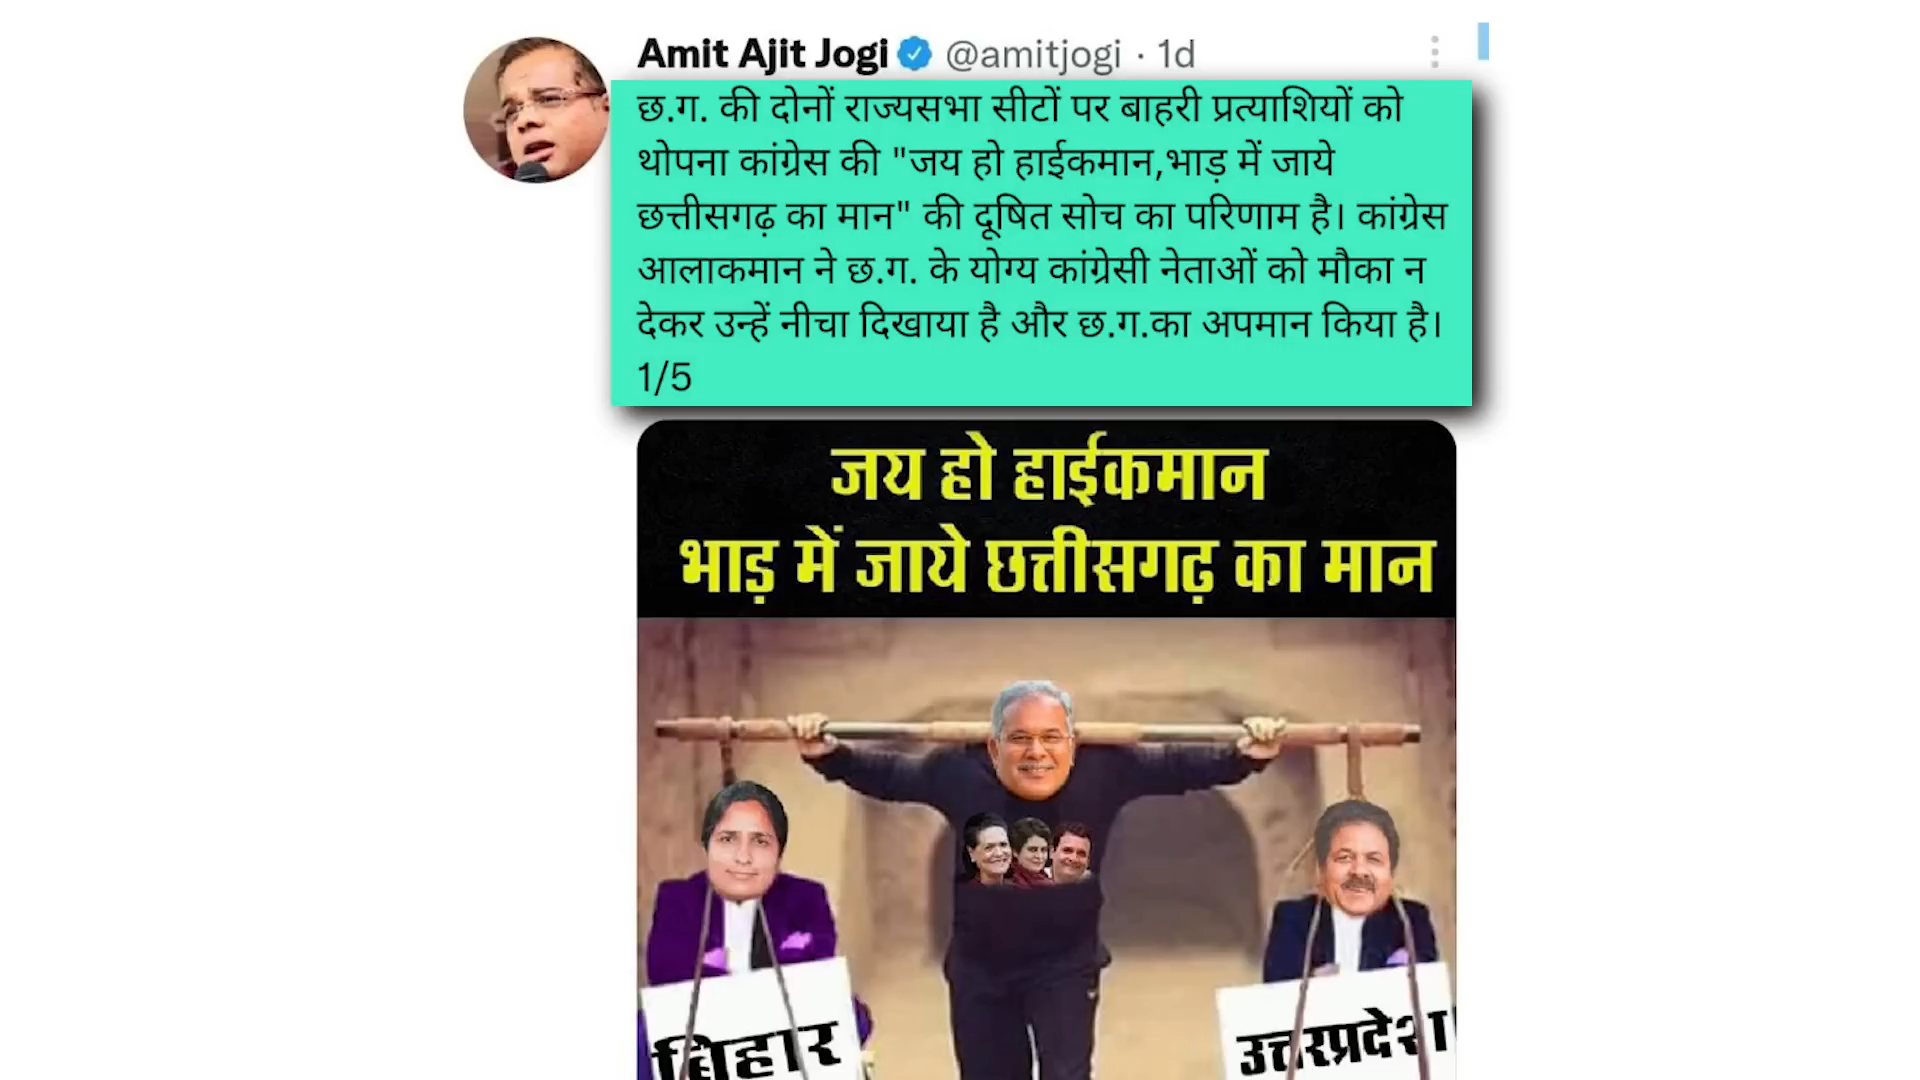 Amit Ajit Jogi @amitjogi · 1d
छ.ग. की दोनों राज्यसभा सीटों पर बाहरी प्रत्याशियों को
थोपना कांग्रेस की "जय हो हाईकमान,भाड़ में जाये
छत्तीसगढ़ का मान" की दूषित सोच का परिणाम है। कांग्रेस
आलाकमान ने छ.ग. के योग्य कांग्रेसी नेताओं को मौका न
देकर उन्हें नीचा दिखाया है और छ.ग.का अपमान किया है।
1/5
जय हो हाईकमान
भाड़ में जाये छत्तीसगढ़ का मान
बिहार
उत्तरप्रदेश